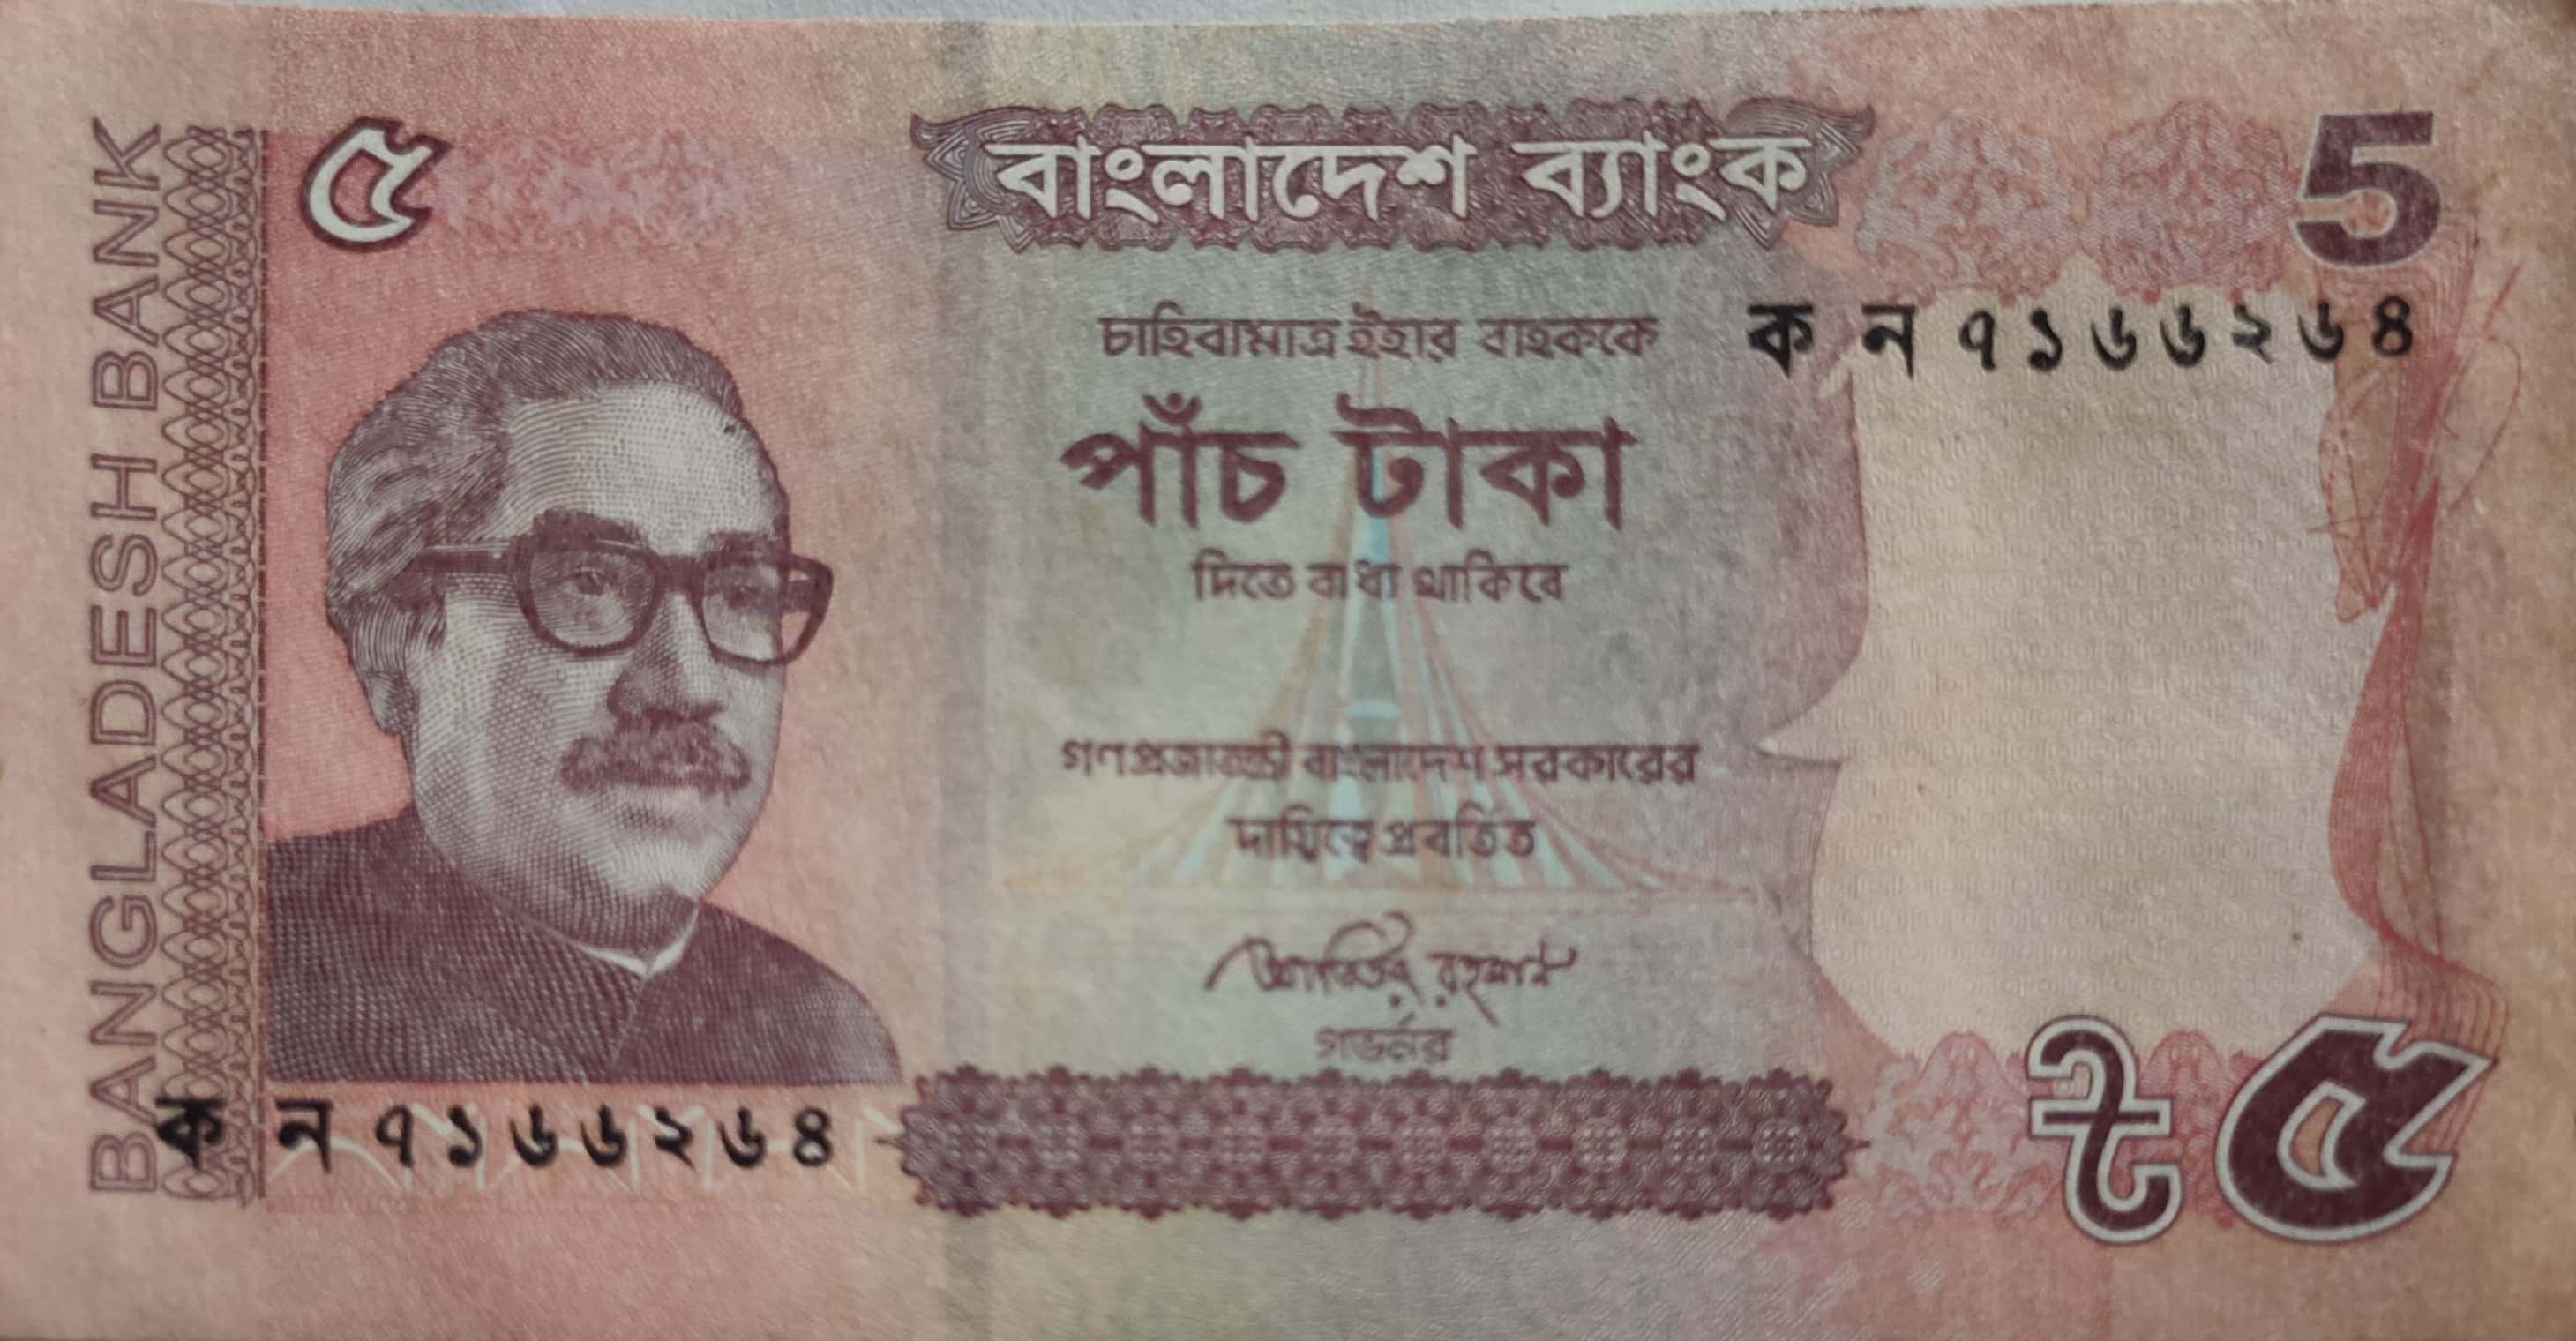 BANGLADESH BANK
৫
বাংলাদেশ ব্যাংক
5
চাহিবামাত্র ইহার বাহককে
ক ন ৭১৬৬২৬৪
পাঁচ টাকা
দিতে বাধ্য থাকিবে
গণপ্রজাতন্ত্রী বাংলাদেশ সরকারের
দায়িত্বে প্রবর্তিত
আতিউর রহমান
গভর্নর
ক ন ৭১৬৬২৬৪
৳ ৫